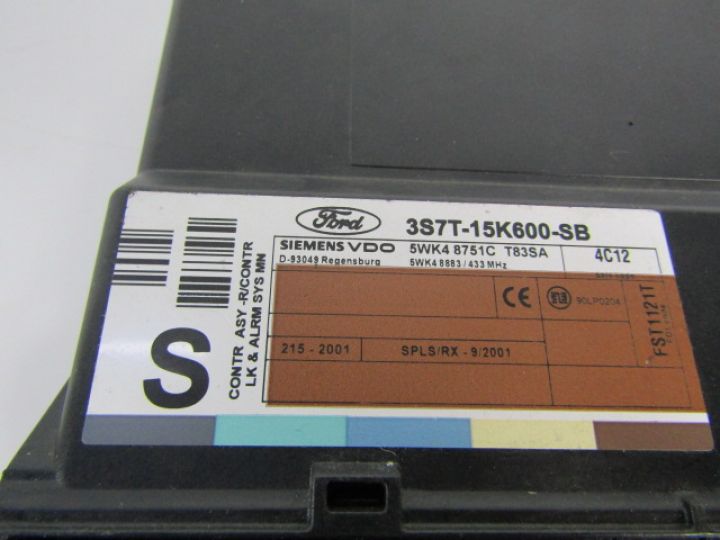 Ford
3S7T-15K600-SB
SIEMENS VDO
5WK4 8751C T83SA
4C12
D-93049 Regensburg
5WK4 8883 / 433 MHz
CE
90LP0204
FST1121T
215 - 2001
SPLS/RX - 9/2001
S
CONTR ASY -R/CONTR
LK & ALRM SYS MN